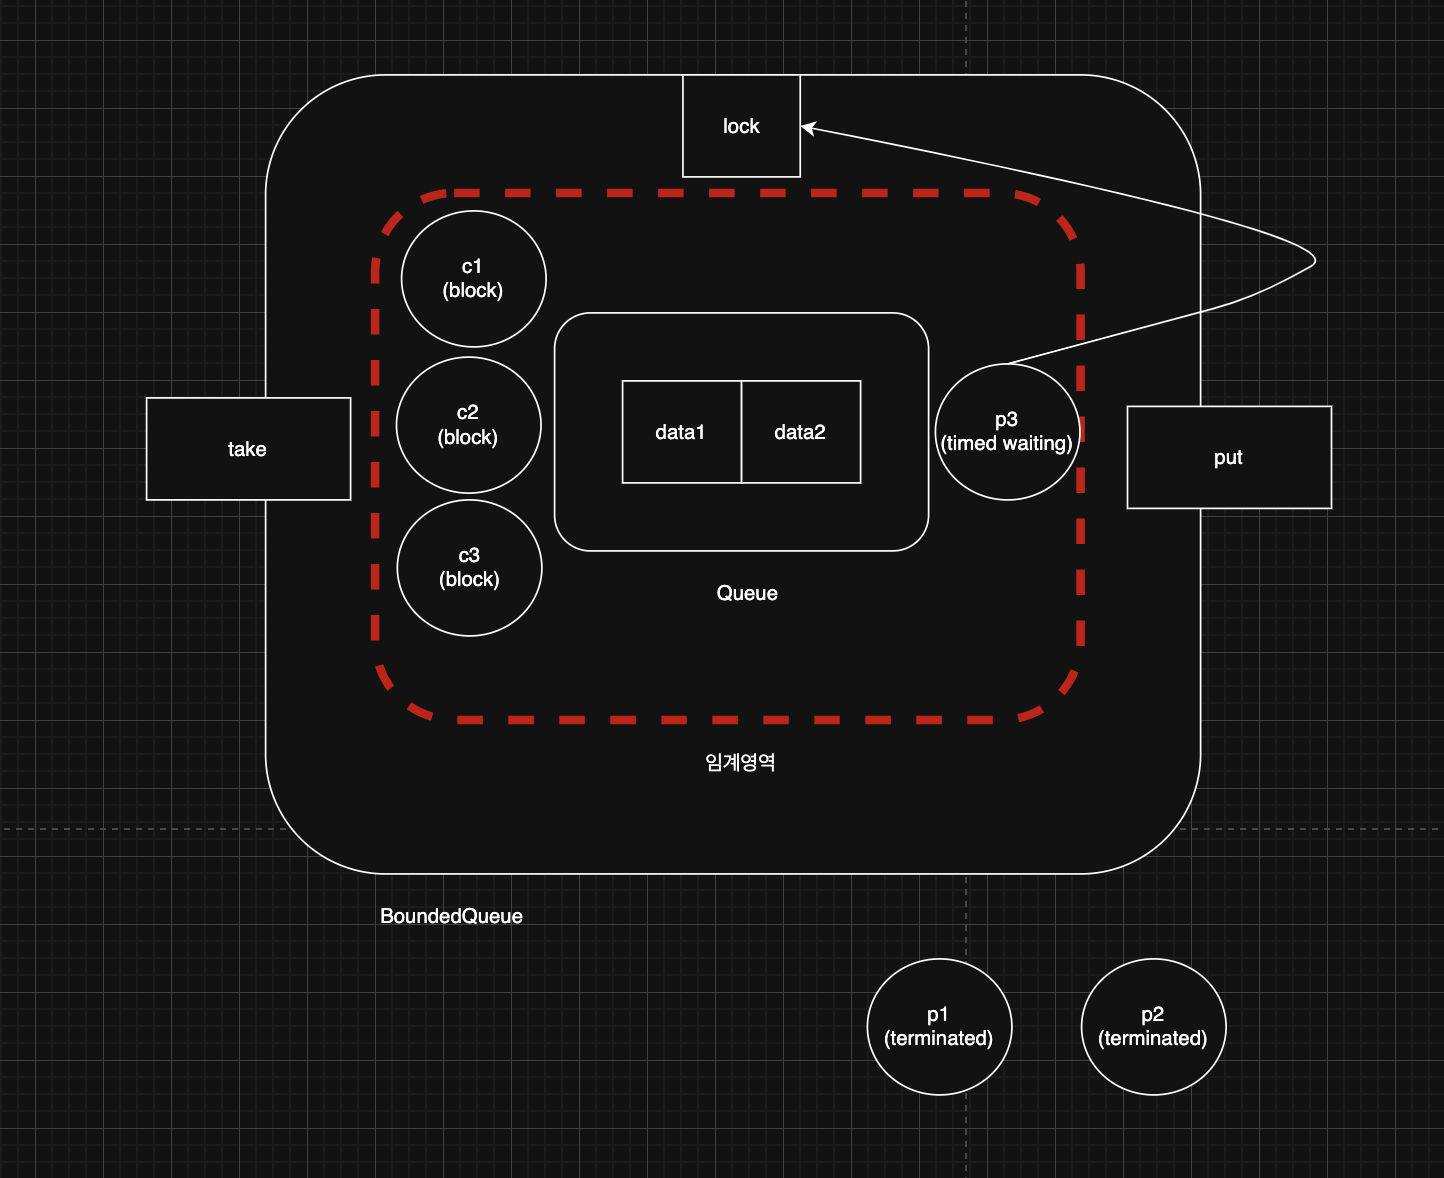 lock
c1
(block)
c2
(block)
c3
(block)
take
data1
data2
p3
(timed waiting)
put
Queue
임계영역
BoundedQueue
p1
(terminated)
p2
(terminated)